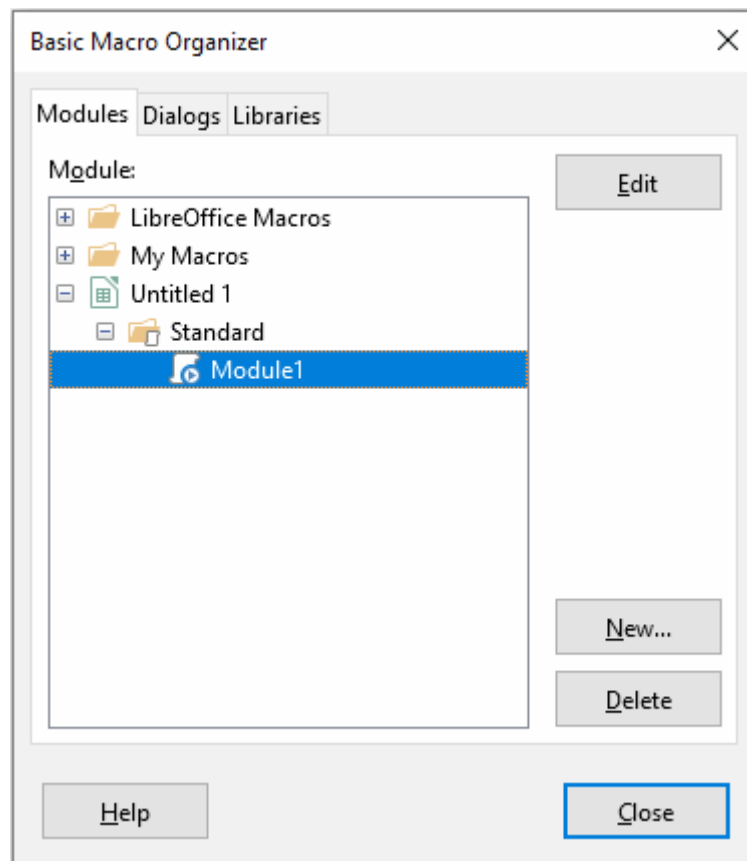 Basic Macro Organizer
Modules Dialogs Libraries
Module:
Edit
LibreOffice Macros
My Macros
Untitled 1
Standard
Module1
New...
Delete
Help Close